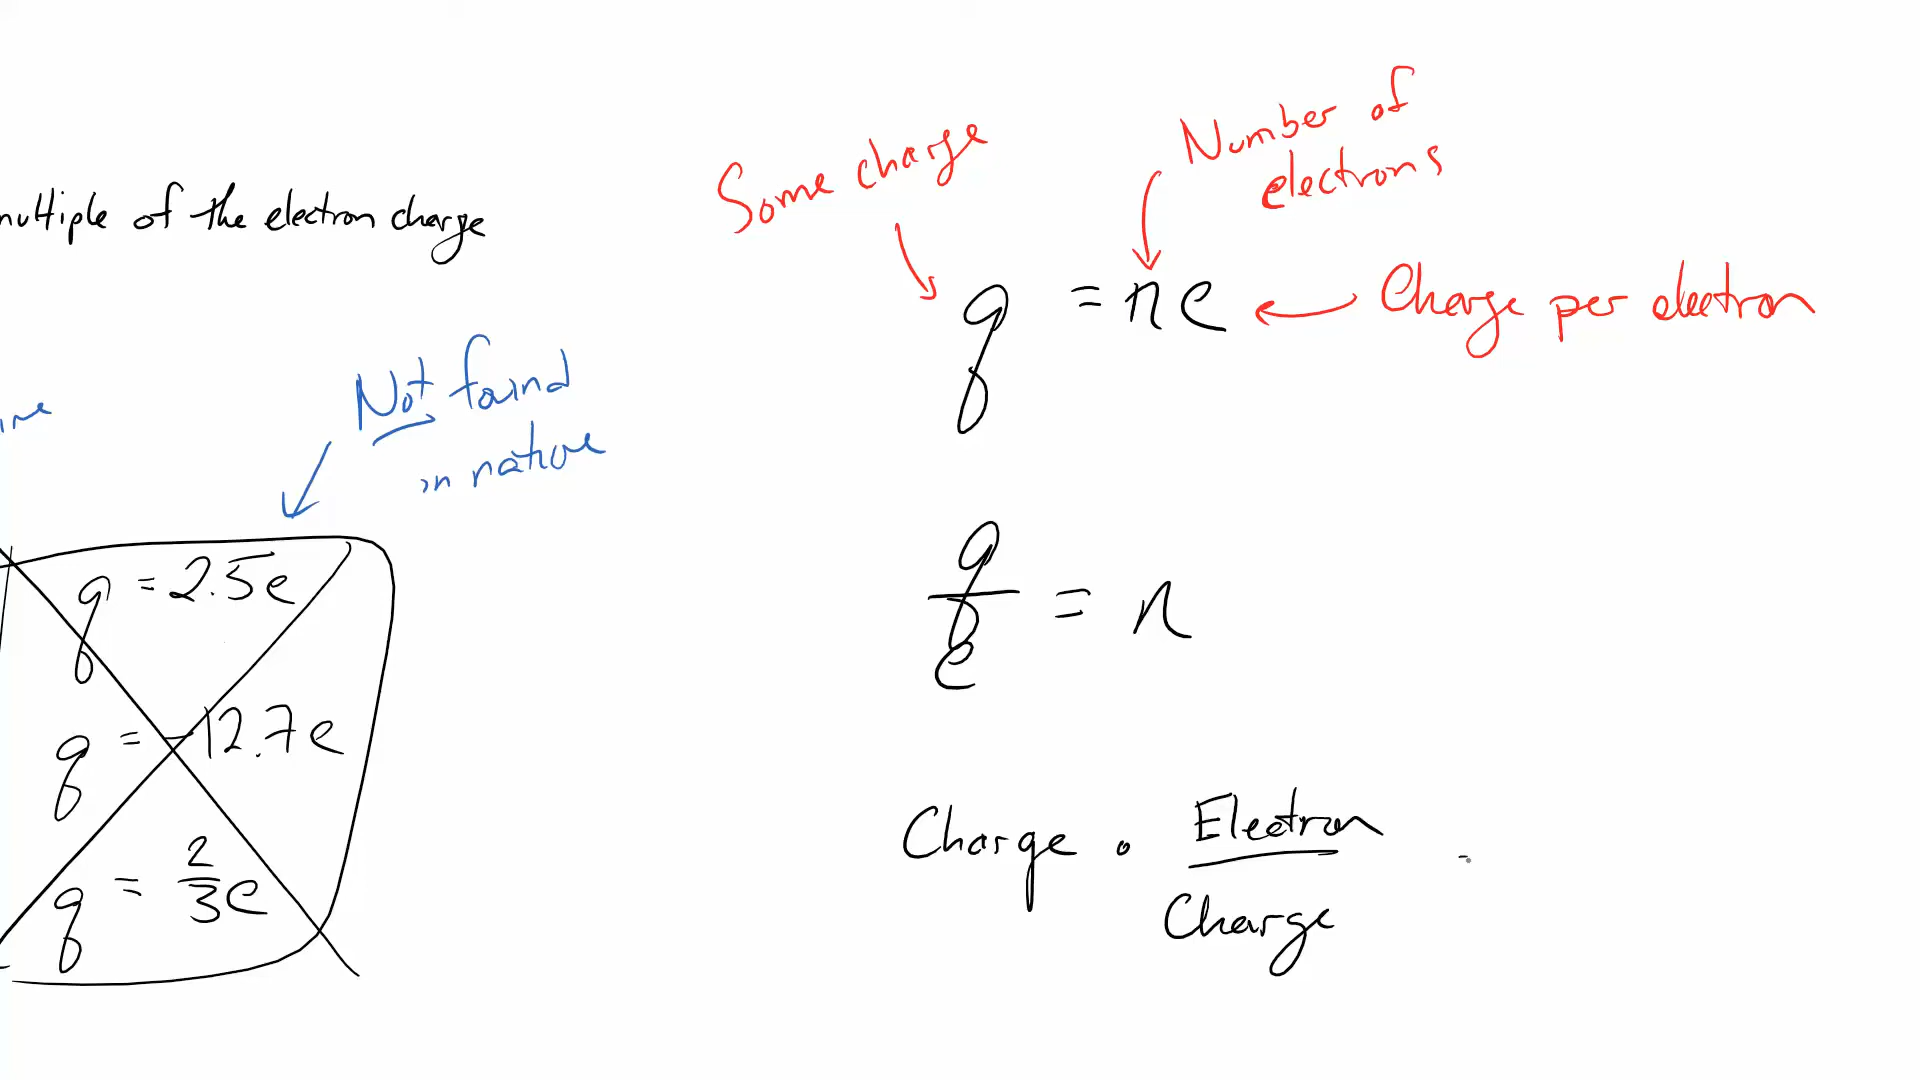 multiple of the electron charge
Not found
in nature
q = 2.5e
q = -12.7e
q = 2/3 e
Some charge
Number of
electrons
q = ne
Charge per electron
q/e = n
Charge • Electron/Charge =